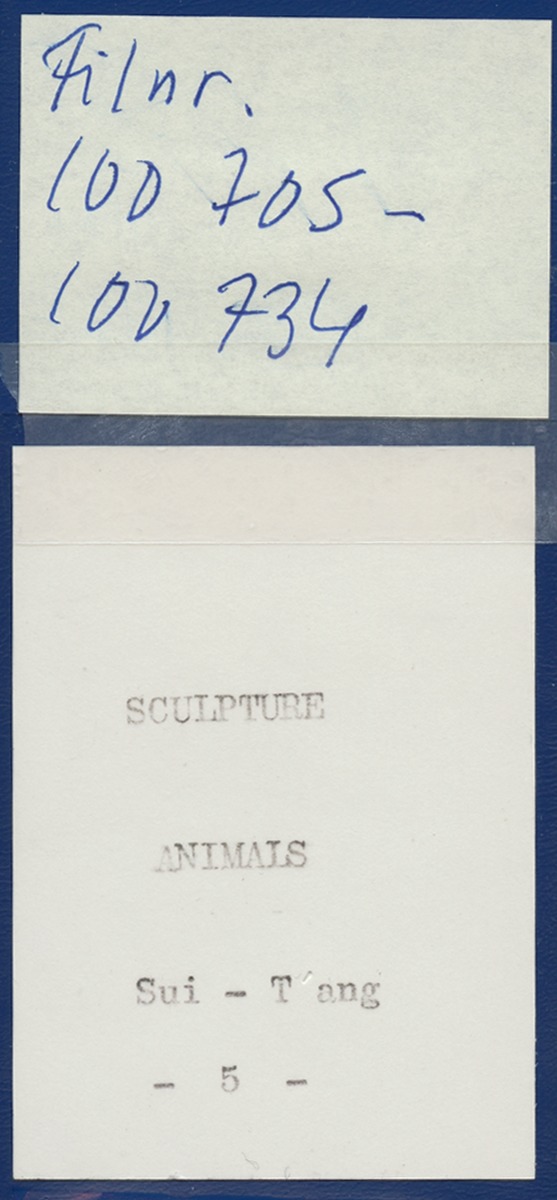 Filnr.
100 705-
100 734
SCULPTURE
ANIMALS
Sui - T'ang
- 5 -